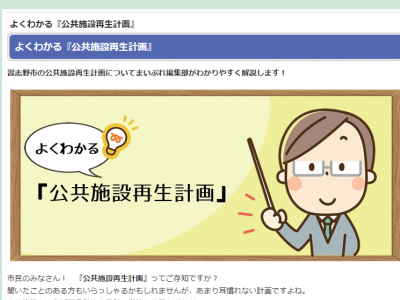 よくわかる『公共施設再生計画』
よくわかる『公共施設再生計画』
習志野市の公共施設再生計画についてまいぷれ編集部がわかりやすく解説します！
よくわかる
『公共施設再生計画』
市民のみなさん！　『公共施設再生計画』ってご存知ですか？
聞いたことのある方もいらっしゃるかもしれませんが、あまり耳慣れない計画ですよね。